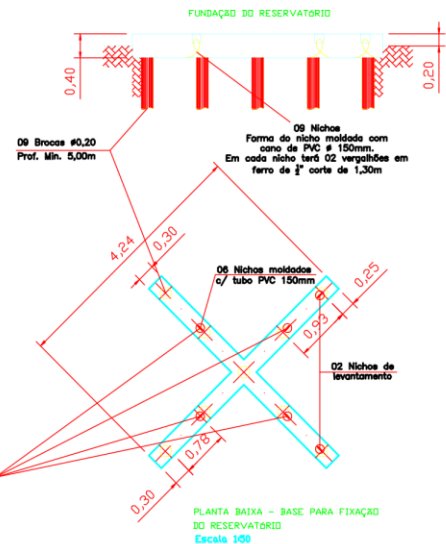 FUNDAÇÃO DO RESERVATÓRIO
0,40
0,20
09 Brocas ø0,20
Prof. Min. 5,00m
09 Nichos
Forma do nicho moldada com
cano de PVC ø 150mm.
Em cada nicho terá 02 vergalhões em
ferro de ½" corte de 1,30m
4,24
0,30
06 Nichos moldados
c/ tubo PVC 150mm
0,25
0,93
02 Nichos de
levantamento
0,78
0,30
PLANTA BAIXA - BASE PARA FIXAÇÃO
DO RESERVATÓRIO
Escala 1:50